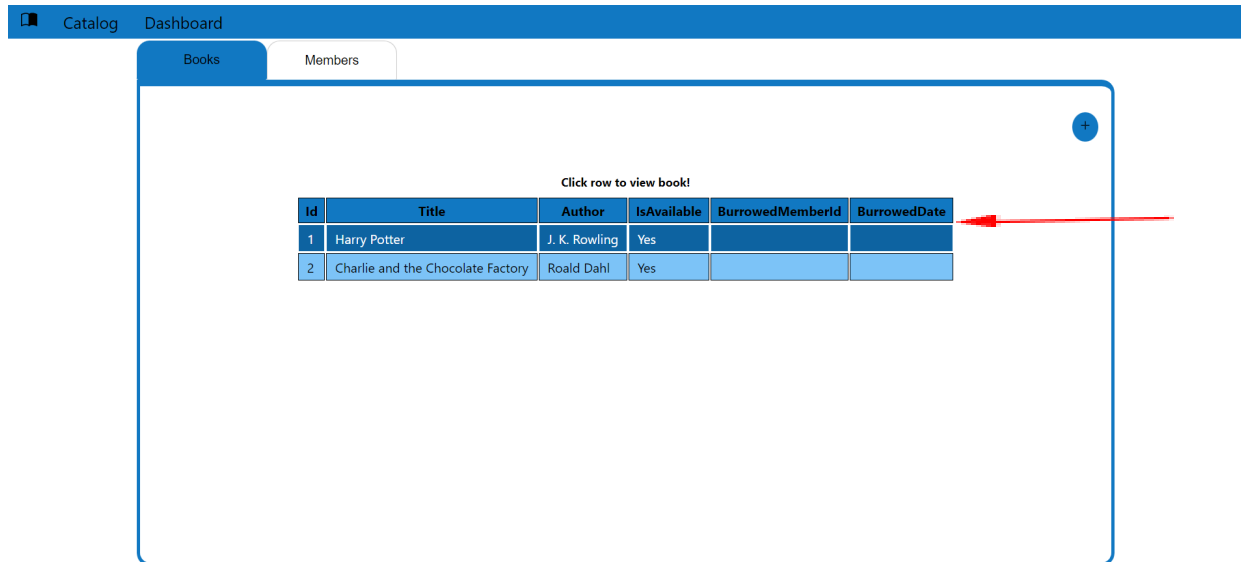 Catalog Dashboard
Books Members
+
Click row to view book!
Id Title Author IsAvailable BurrowedMemberId BurrowedDate
1 Harry Potter J. K. Rowling Yes
2 Charlie and the Chocolate Factory Roald Dahl Yes